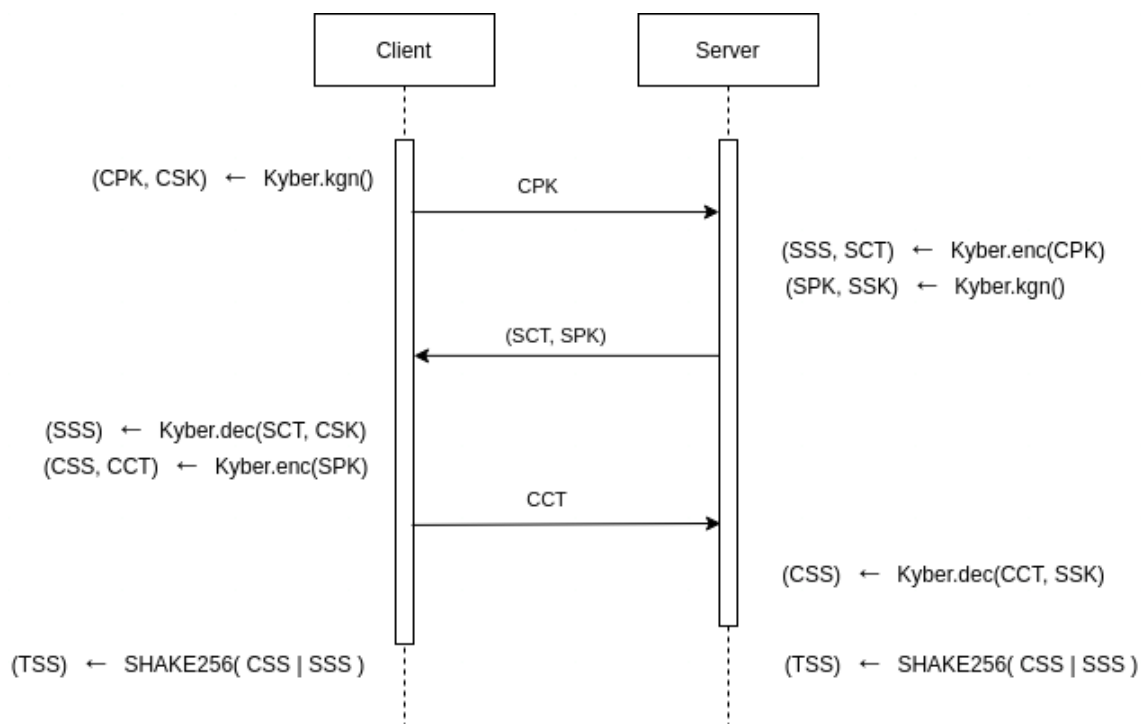 Client
Server
(CPK, CSK) ← Kyber.kgn()
CPK
(SSS, SCT) ← Kyber.enc(CPK)
(SPK, SSK) ← Kyber.kgn()
(SCT, SPK)
(SSS) ← Kyber.dec(SCT, CSK)
(CSS, CCT) ← Kyber.enc(SPK)
CCT
(CSS) ← Kyber.dec(CCT, SSK)
(TSS) ← SHAKE256( CSS | SSS )
(TSS) ← SHAKE256( CSS | SSS )